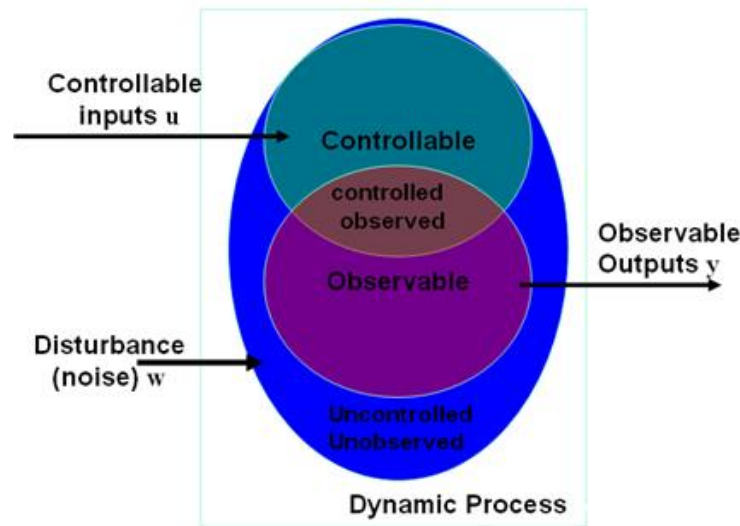 Controllable
inputs u
Controllable
controlled
observed
Observable
Outputs y
Observable
Disturbance
(noise) w
Uncontrolled
Unobserved
Dynamic Process